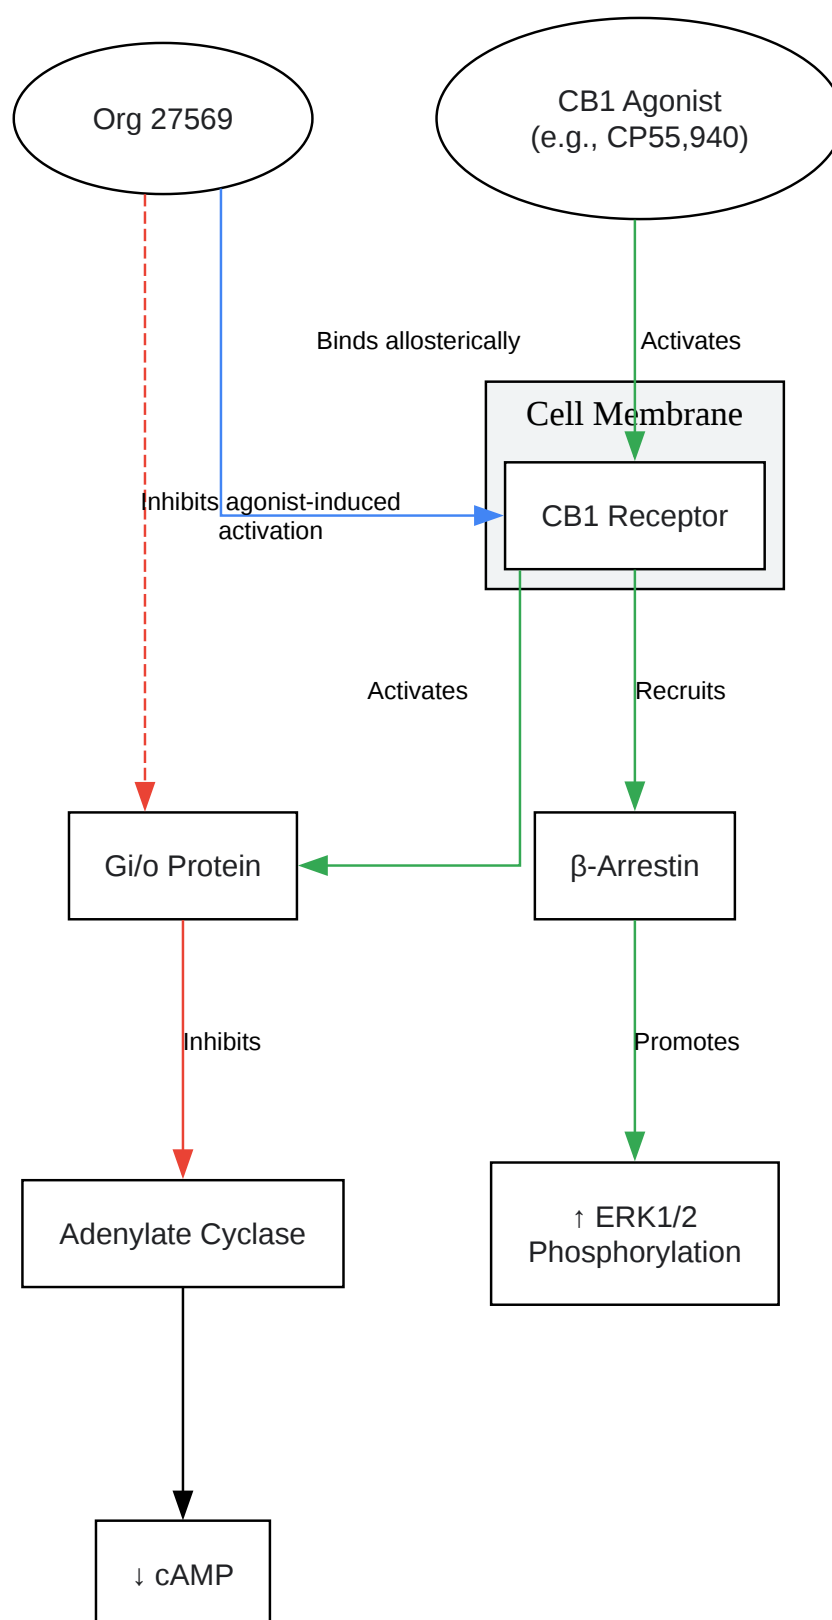 Org 27569
CB1 Agonist
(e.g., CP55,940)
Binds allosterically
Activates
Cell Membrane
Inhibits agonist-induced
activation
CB1 Receptor
Activates
Recruits
Gi/o Protein
β-Arrestin
Inhibits
Promotes
Adenylate Cyclase
↑ ERK1/2
Phosphorylation
↓ cAMP